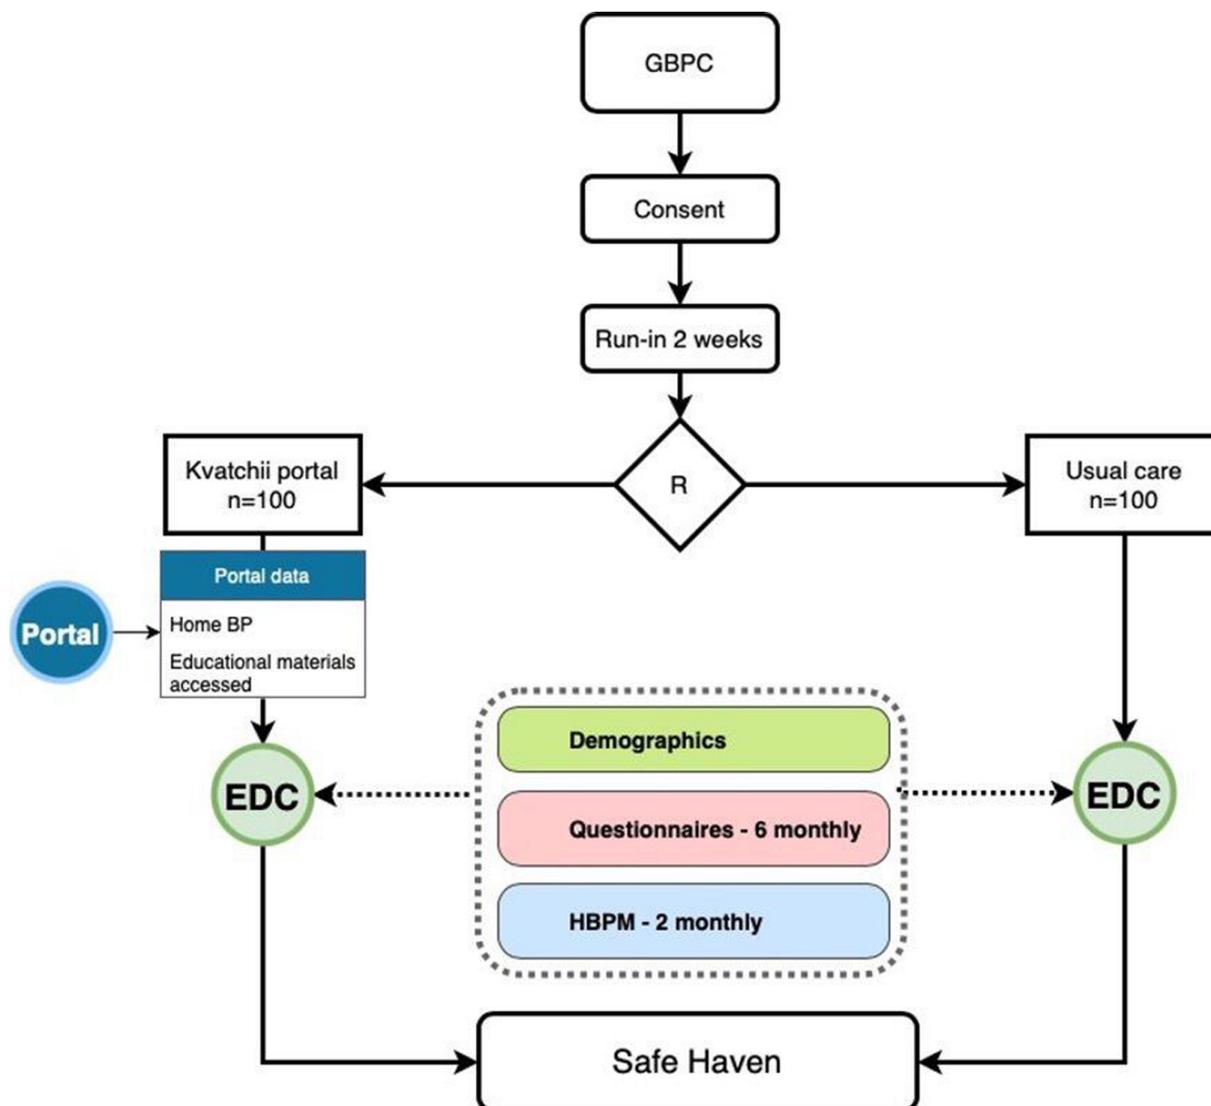 GBPC
Consent
Run-in 2 weeks
R
Kvatchii portal
n=100
Usual care
n=100
Portal data
Home BP
Educational materials
accessed
Portal
EDC
Demographics
Questionnaires - 6 monthly
HBPM - 2 monthly
EDC
Safe Haven